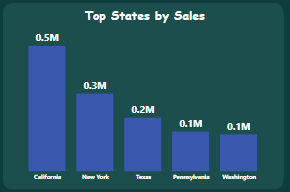 Top States by Sales
0.5M
0.3M
0.2M
0.1M
0.1M
California
New York
Texas
Pennsylvania
Washington